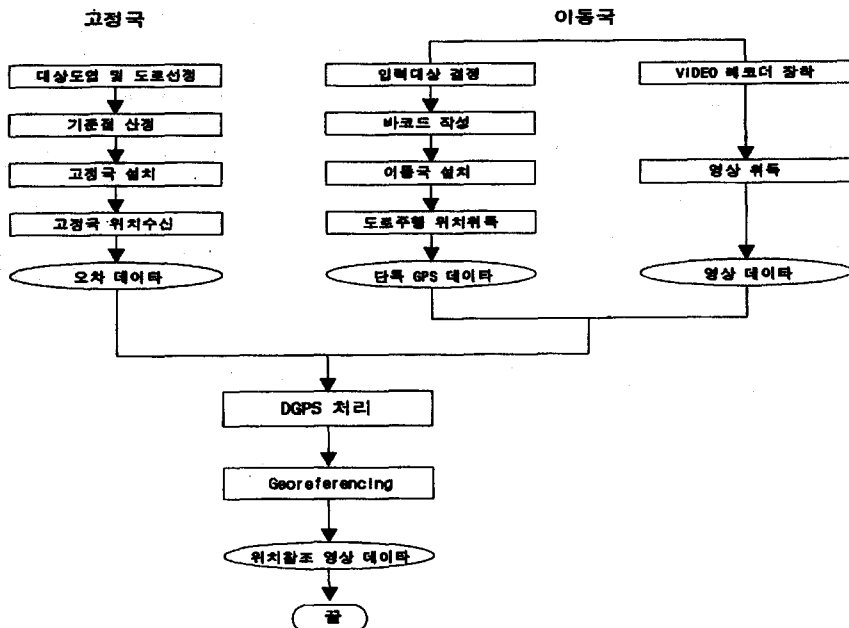 고정국
이동국
대상도엽 및 도로선정
입력대상 결정
VIDEO 레코더 장착
기준점 산정
바코드 작성
고정국 설치
이동국 설치
영상 취득
고정국 위치수신
도로주행 위치취득
오차 데이타
단독 GPS 데이타
영상 데이타
DGPS 처리
Georeferencing
위치참조 영상 데이타
끝